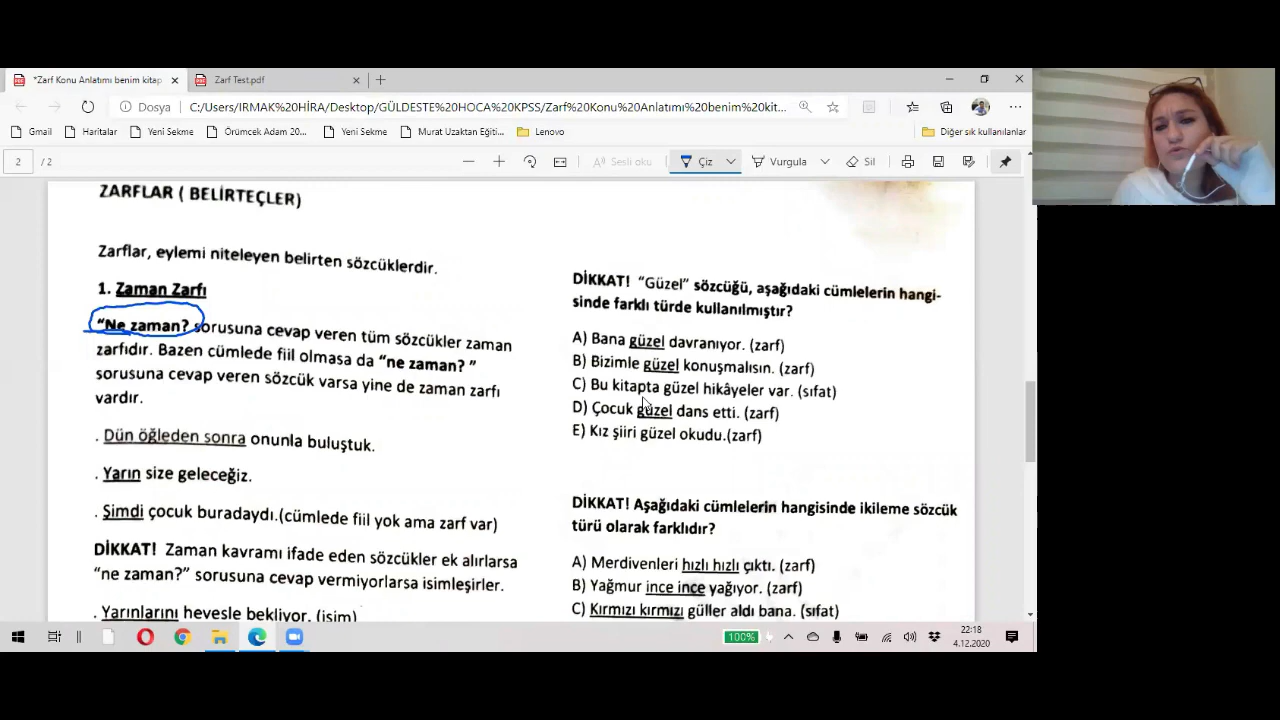 *Zarf Konu Anlatımı benim kitap
Zarf Test.pdf
Dosya
C:/Users/IRMAK%20HİRA/Desktop/GÜLDESTE%20HOCA%20KPSS/Zarf%20Konu%20Anlatımı%20benim%20kit...
Gmail
Haritalar
Yeni Sekme
Örümcek Adam 20...
Yeni Sekme
Murat Uzaktan Eğiti...
Lenovo
Diğer sık kullanılanlar
2 / 2
Sesli oku
Çiz
Vurgula
Sil
ZARFLAR ( BELİRTEÇLER)
Zarflar, eylemi niteleyen belirten sözcüklerdir.
1. Zaman Zarfı
“Ne zaman? sorusuna cevap veren tüm sözcükler zaman
zarfıdır. Bazen cümlede fiil olmasa da “ne zaman? ”
sorusuna cevap veren sözcük varsa yine de zaman zarfı
vardır.
. Dün öğleden sonra onunla buluştuk.
. Yarın size geleceğiz.
. Şimdi çocuk buradaydı.(cümlede fiil yok ama zarf var)
DİKKAT! Zaman kavramı ifade eden sözcükler ek alırlarsa
“ne zaman?” sorusuna cevap vermiyorlarsa isimleşirler.
. Yarınlarını hevesle bekliyor. (isim)
DİKKAT! “Güzel” sözcüğü, aşağıdaki cümlelerin hangi-
sinde farklı türde kullanılmıştır?
A) Bana güzel davranıyor. (zarf)
B) Bizimle güzel konuşmalısın. (zarf)
C) Bu kitapta güzel hikâyeler var. (sıfat)
D) Çocuk güzel dans etti. (zarf)
E) Kız şiiri güzel okudu.(zarf)
DİKKAT! Aşağıdaki cümlelerin hangisinde ikileme sözcük
türü olarak farklıdır?
A) Merdivenleri hızlı hızlı çıktı. (zarf)
B) Yağmur ince ince yağıyor. (zarf)
C) Kırmızı kırmızı güller aldı bana. (sıfat)
100%
22:18
4.12.2020